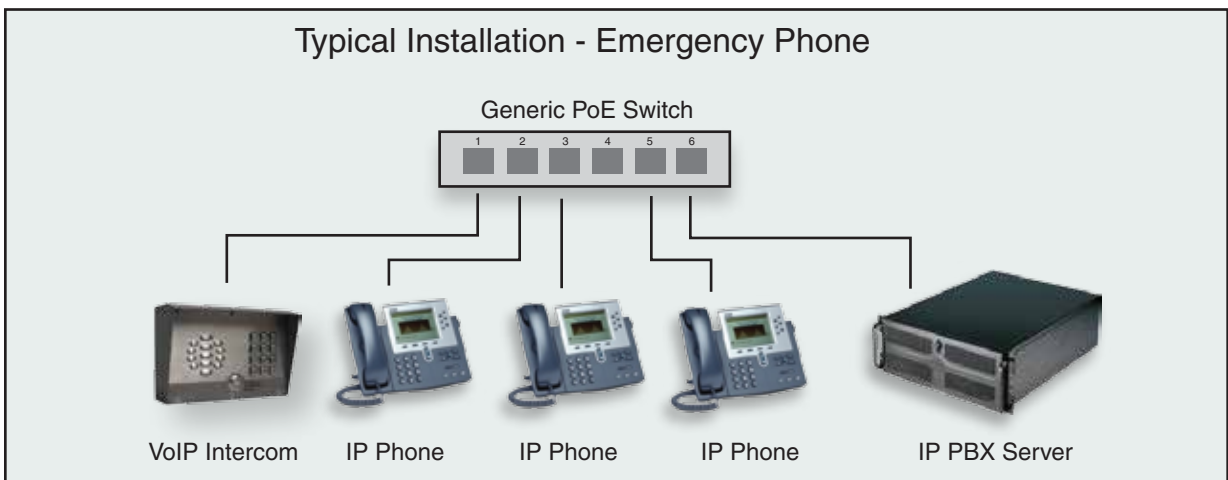 Typical Installation - Emergency Phone
Generic PoE Switch
1 2 3 4 5 6
VoIP Intercom IP Phone IP Phone IP Phone IP PBX Server